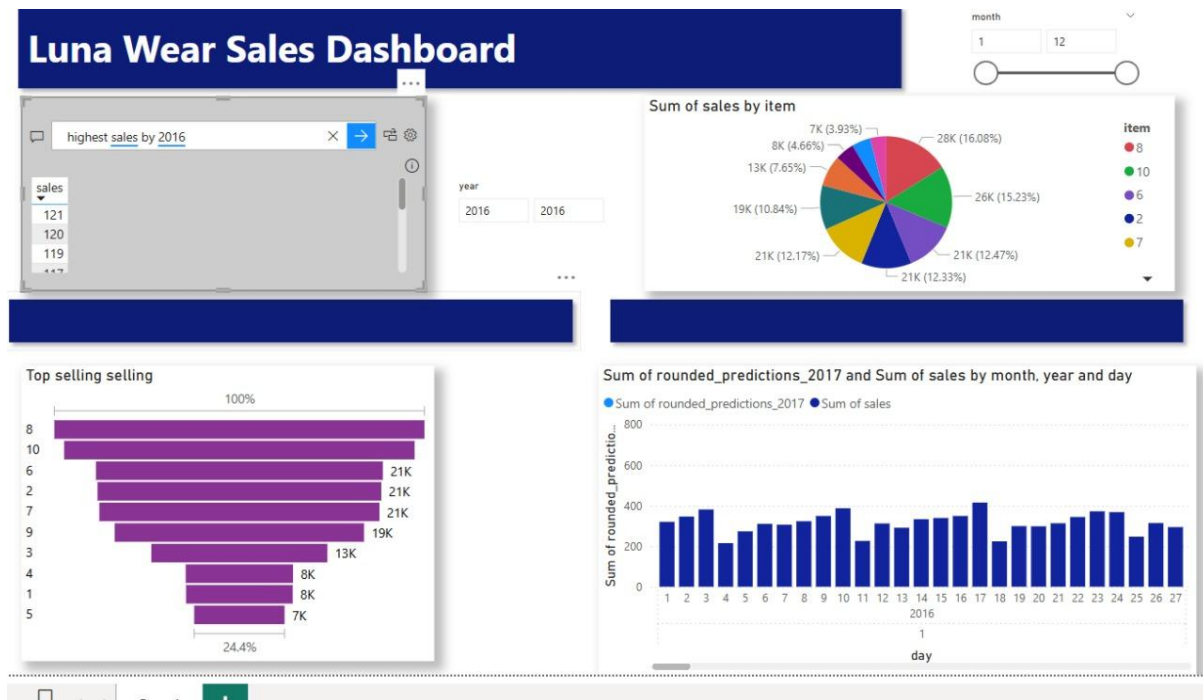 Luna Wear Sales Dashboard
month
1 12
highest sales by 2016
sales
121
120
119
year
2016 2016
Sum of sales by item
7K (3.93%)
8K (4.66%)
13K (7.65%)
19K (10.84%)
21K (12.17%)
28K (16.08%)
26K (15.23%)
21K (12.47%)
21K (12.33%)
item
8
10
6
2
7
Top selling selling
100%
8
10
6 21K
2 21K
7 21K
9 19K
3 13K
4 8K
1 8K
5 7K
24.4%
Sum of rounded_predictions_2017 and Sum of sales by month, year and day
Sum of rounded_predictions_2017 Sum of sales
Sum of rounded_predictio...
800
600
400
200
0
1 2 3 4 5 6 7 8 9 10 11 12 13 14 15 16 17 18 19 20 21 22 23 24 25 26 27
2016
1
day